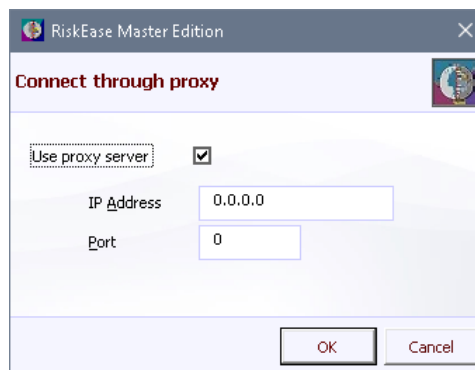 RiskEase Master Edition
Connect through proxy
Use proxy server
IP Address 0.0.0.0
Port 0
OK Cancel